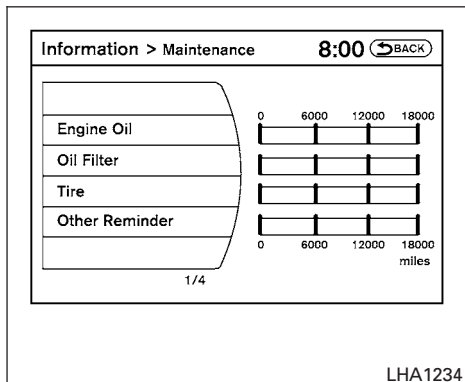 Information > Maintenance 8:00 BACK
0 6000 12000 18000
Engine Oil
Oil Filter
Tire
Other Reminder
0 6000 12000 18000
miles
1/4
LHA1234